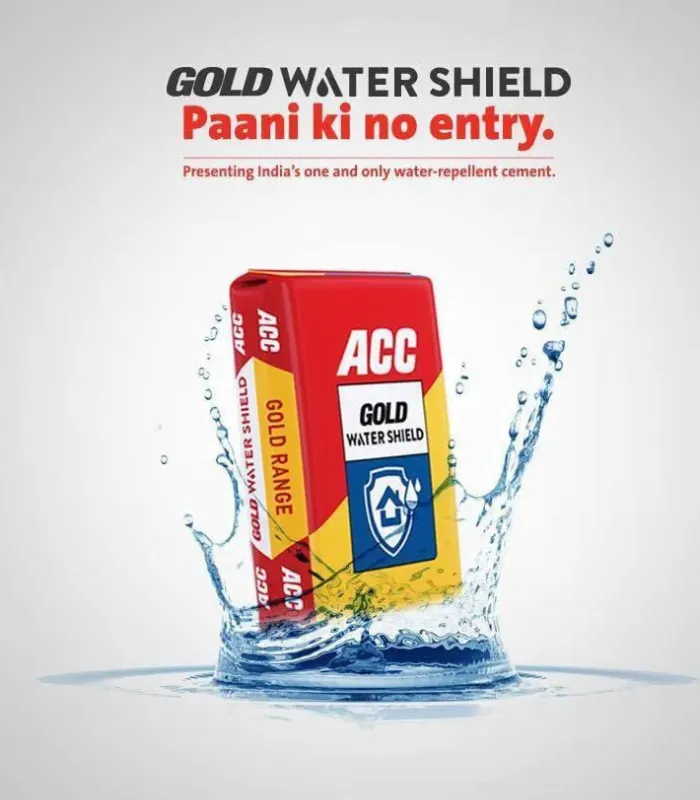 GOLD WATER SHIELD
Paani ki no entry.
Presenting India's one and only water-repellent cement.
ACC
ACC
ACC
GOLD
WATER SHIELD
GOLD WATER SHIELD
GOLD RANGE
ACC
ACC